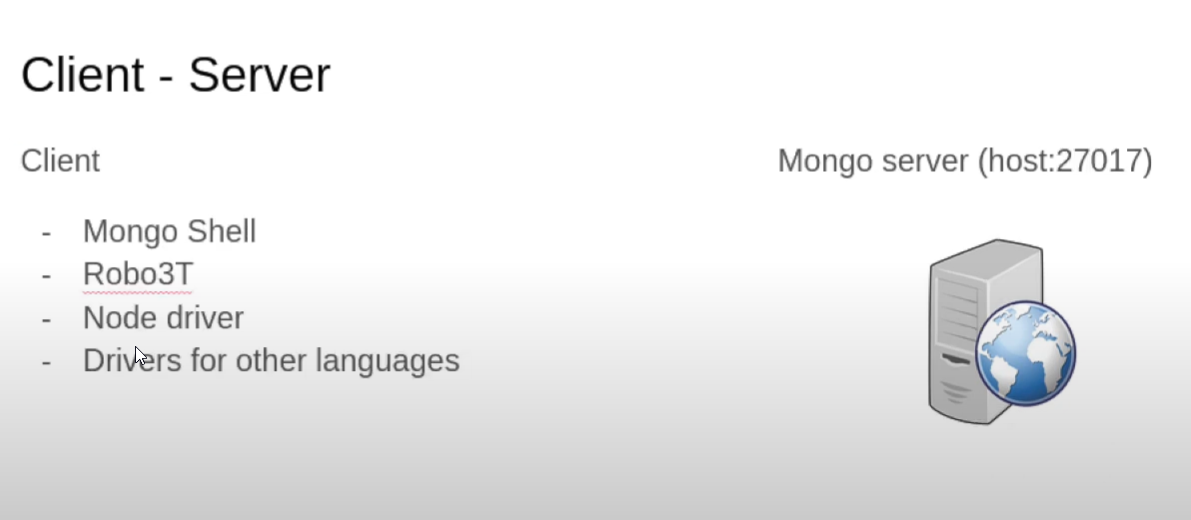 Client - Server
Client
Mongo server (host:27017)
- Mongo Shell
- Robo3T
- Node driver
- Drivers for other languages